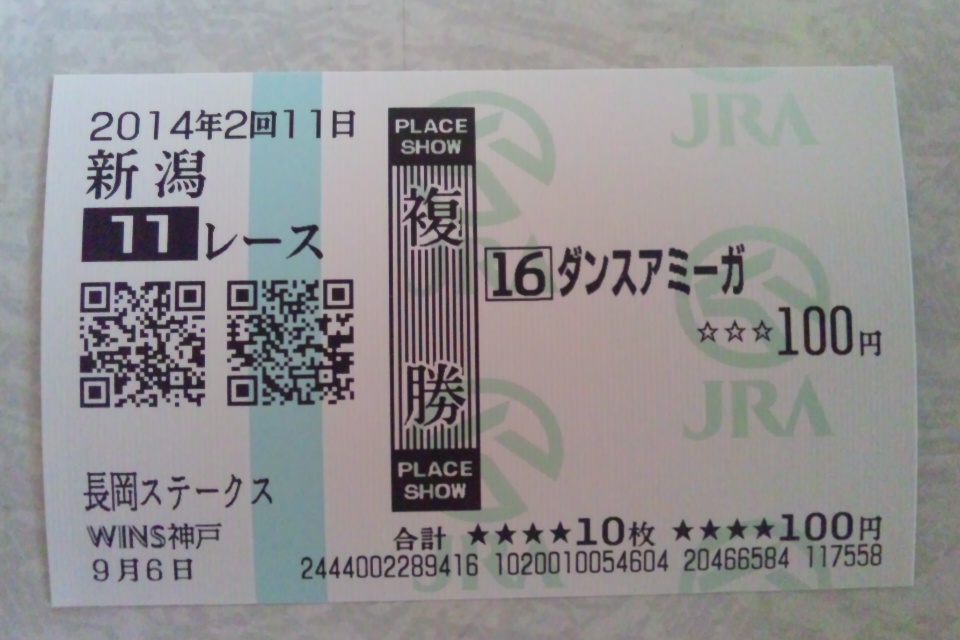 2014年2回11日
新潟
11レース
PLACE
SHOW
複勝
PLACE
SHOW
16 ダンスアミーガ
☆☆☆100円
長岡ステークス
WINS神戸
9月6日
合計 ★★★★10枚 ★★★★100円
2444002289416 1020010054604 20466584 117558
JRA
JRA
JRA
JRA